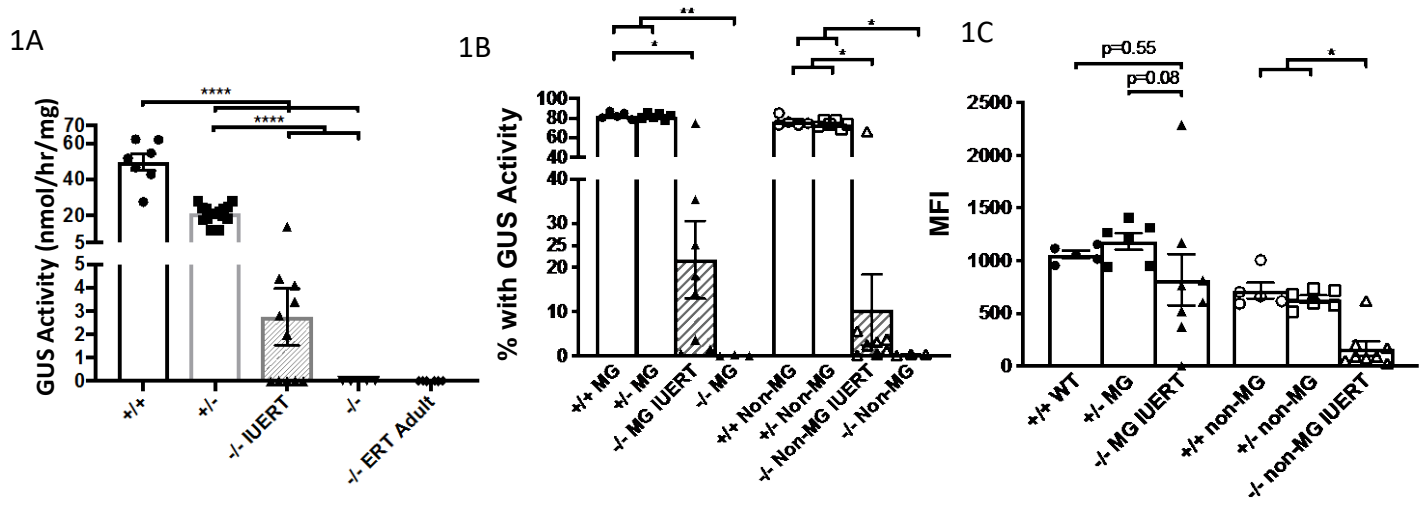 1A
1B
1C
GUS Activity (nmol/hr/mg)
70
60
40
20
5
5
4
3
2
1
0
****
****
+/+
+/-
-/- IUERT
-/-
-/- ERT Adult
% with GUS Activity
100
80
60
40
40
30
25
20
10
0
**
*
*
*
+/+ MG
+/- MG
-/- MG IUERT
-/- MG
+/+ Non-MG
+/- Non-MG
-/- Non-MG IUERT
-/- Non-MG
MFI
2500
2000
1500
1000
500
0
p=0.55
p=0.08
*
+/+ WT
+/- MG
-/- MG IUERT
+/+ non-MG
+/- non-MG
-/- non-MG IUERT